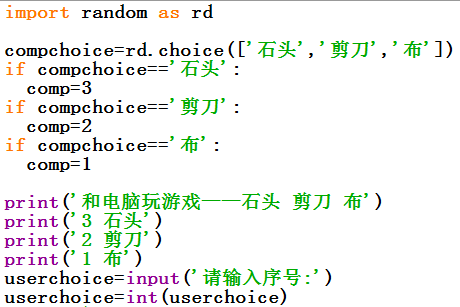 import random as rd
compchoice=rd.choice(['石头','剪刀','布'])
if compchoice=='石头':
  comp=3
if compchoice=='剪刀':
  comp=2
if compchoice=='布':
  comp=1
print('和电脑玩游戏——石头 剪刀 布')
print('3 石头')
print('2 剪刀')
print('1 布')
userchoice=input('请输入序号:')
userchoice=int(userchoice)